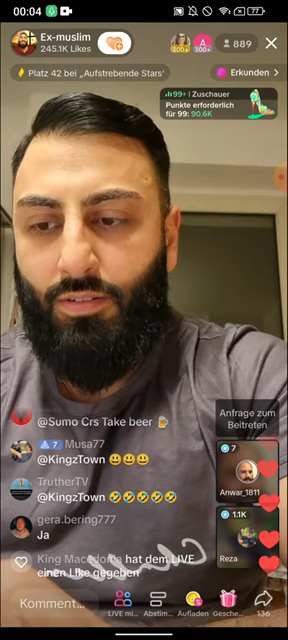 00:04
77
Ex-muslim
245.1K Likes
300+
300+
889
Platz 42 bei „Aufstrebende Stars‘
Erkunden >
99+ | Zuschauer
Punkte erforderlich
für 99: 90.6K
@Sumo Crs Take beer
7 Musa77
@KingzTown
TrutherTV
@KingzTown
gera.bering777
Ja
King Macedonia hat dem LIVE
einen Like gegeben
Anfrage zum
Beitreten
7
Anwar_1811
1.1K
Reza
Komment...
LIVE mi...
Abstim...
Aufladen
Gesche...
136